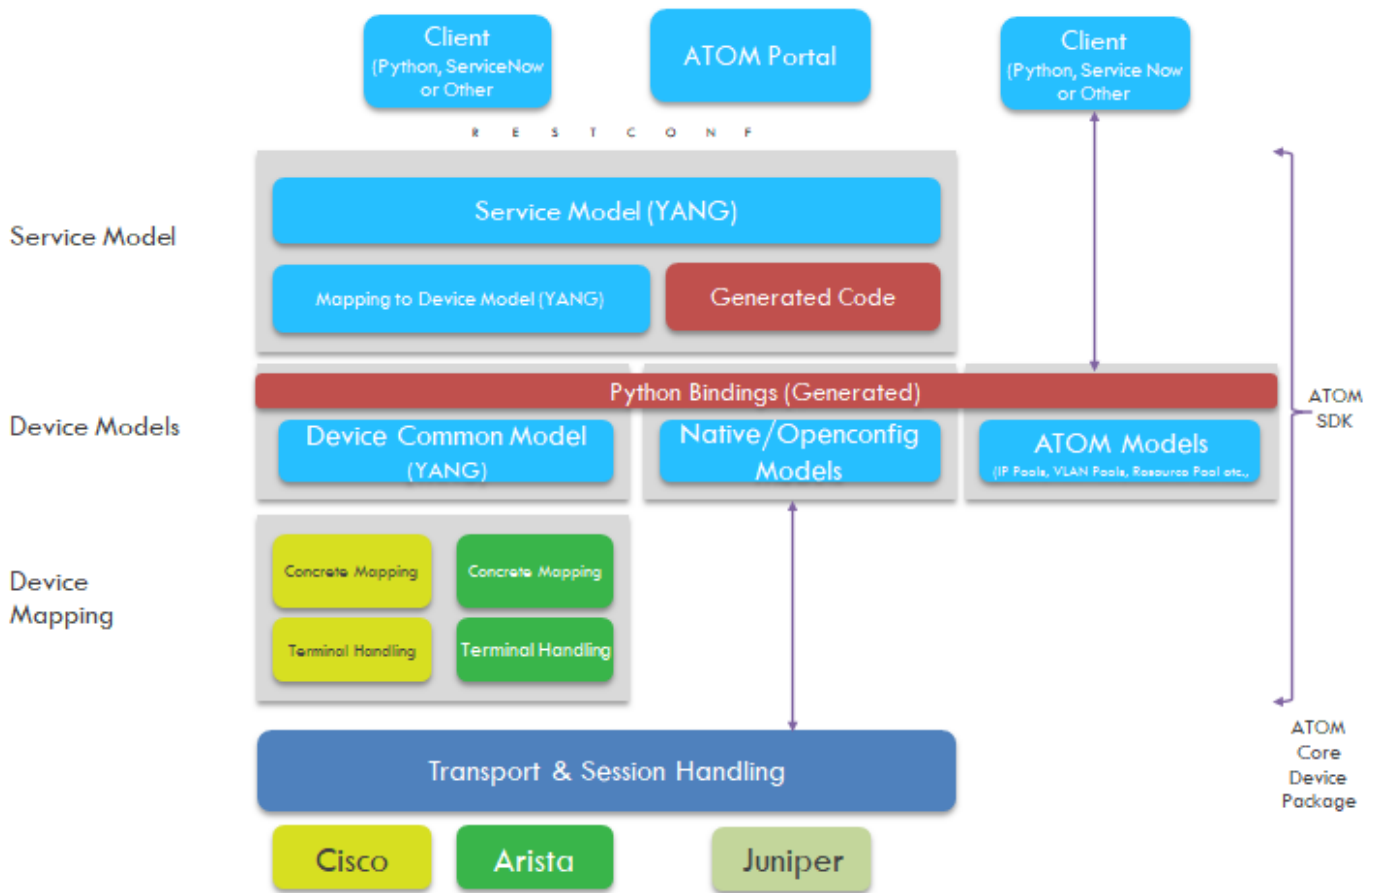 Client
(Python, ServiceNow
or Other
ATOM Portal
Client
(Python, Service Now
or Other
R E S T C O N F
Service Model
Service Model (YANG)
Mapping to Device Model (YANG)
Generated Code
Python Bindings (Generated)
Device Models
Device Common Model
(YANG)
Native/Openconfig
Models
ATOM Models
(IP Pools, VLAN Pools, Resource Pool etc.,
ATOM
SDK
Device
Mapping
Concrete Mapping
Concrete Mapping
Terminal Handling
Terminal Handling
Transport & Session Handling
ATOM
Core
Device
Package
Cisco
Arista
Juniper